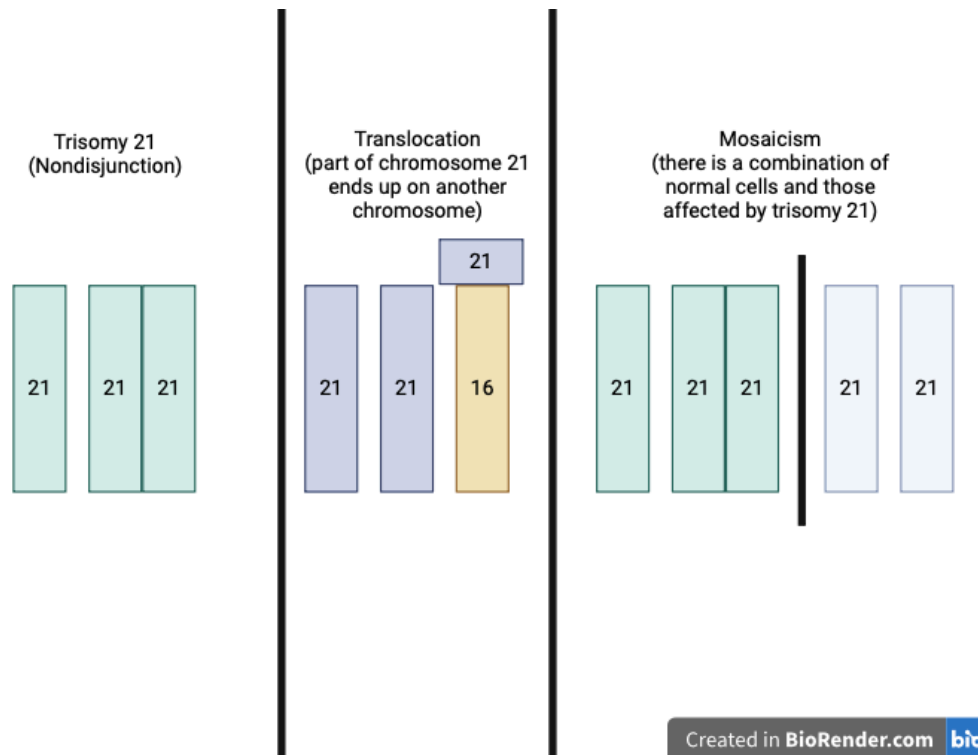 Trisomy 21
(Nondisjunction)
21
21
21
Translocation
(part of chromosome 21
ends up on another
chromosome)
21
21
21
16
Mosaicism
(there is a combination of
normal cells and those
affected by trisomy 21)
21
21
21
21
21
Created in BioRender.com
bio